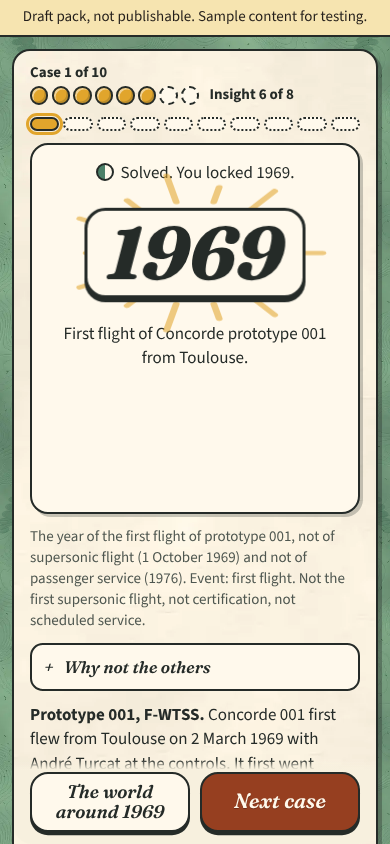 Draft pack, not publishable. Sample content for testing.
Case 1 of 10
Insight 6 of 8
Solved. You locked 1969.
1969
First flight of Concorde prototype 001
from Toulouse.
The year of the first flight of prototype 001, not of
supersonic flight (1 October 1969) and not of
passenger service (1976). Event: first flight. Not the
first supersonic flight, not certification, not
scheduled service.
+ Why not the others
Prototype 001, F-WTSS. Concorde 001 first
flew from Toulouse on 2 March 1969 with
André Turcat at the controls. It first went
The world
around 1969
Next case